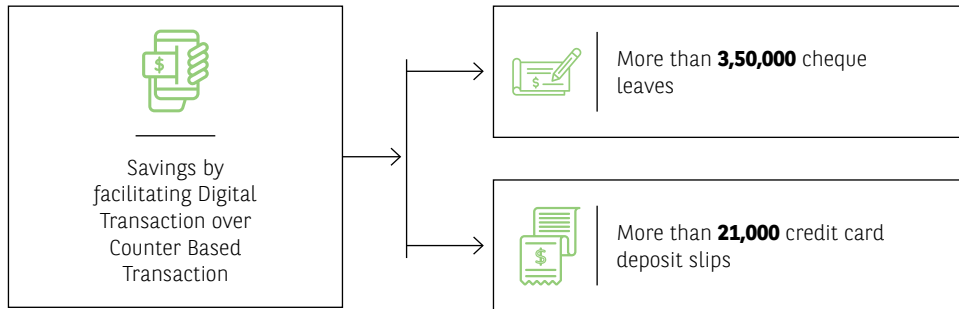 Savings by
facilitating Digital
Transaction over
Counter Based
Transaction
More than 3,50,000 cheque
leaves
More than 21,000 credit card
deposit slips